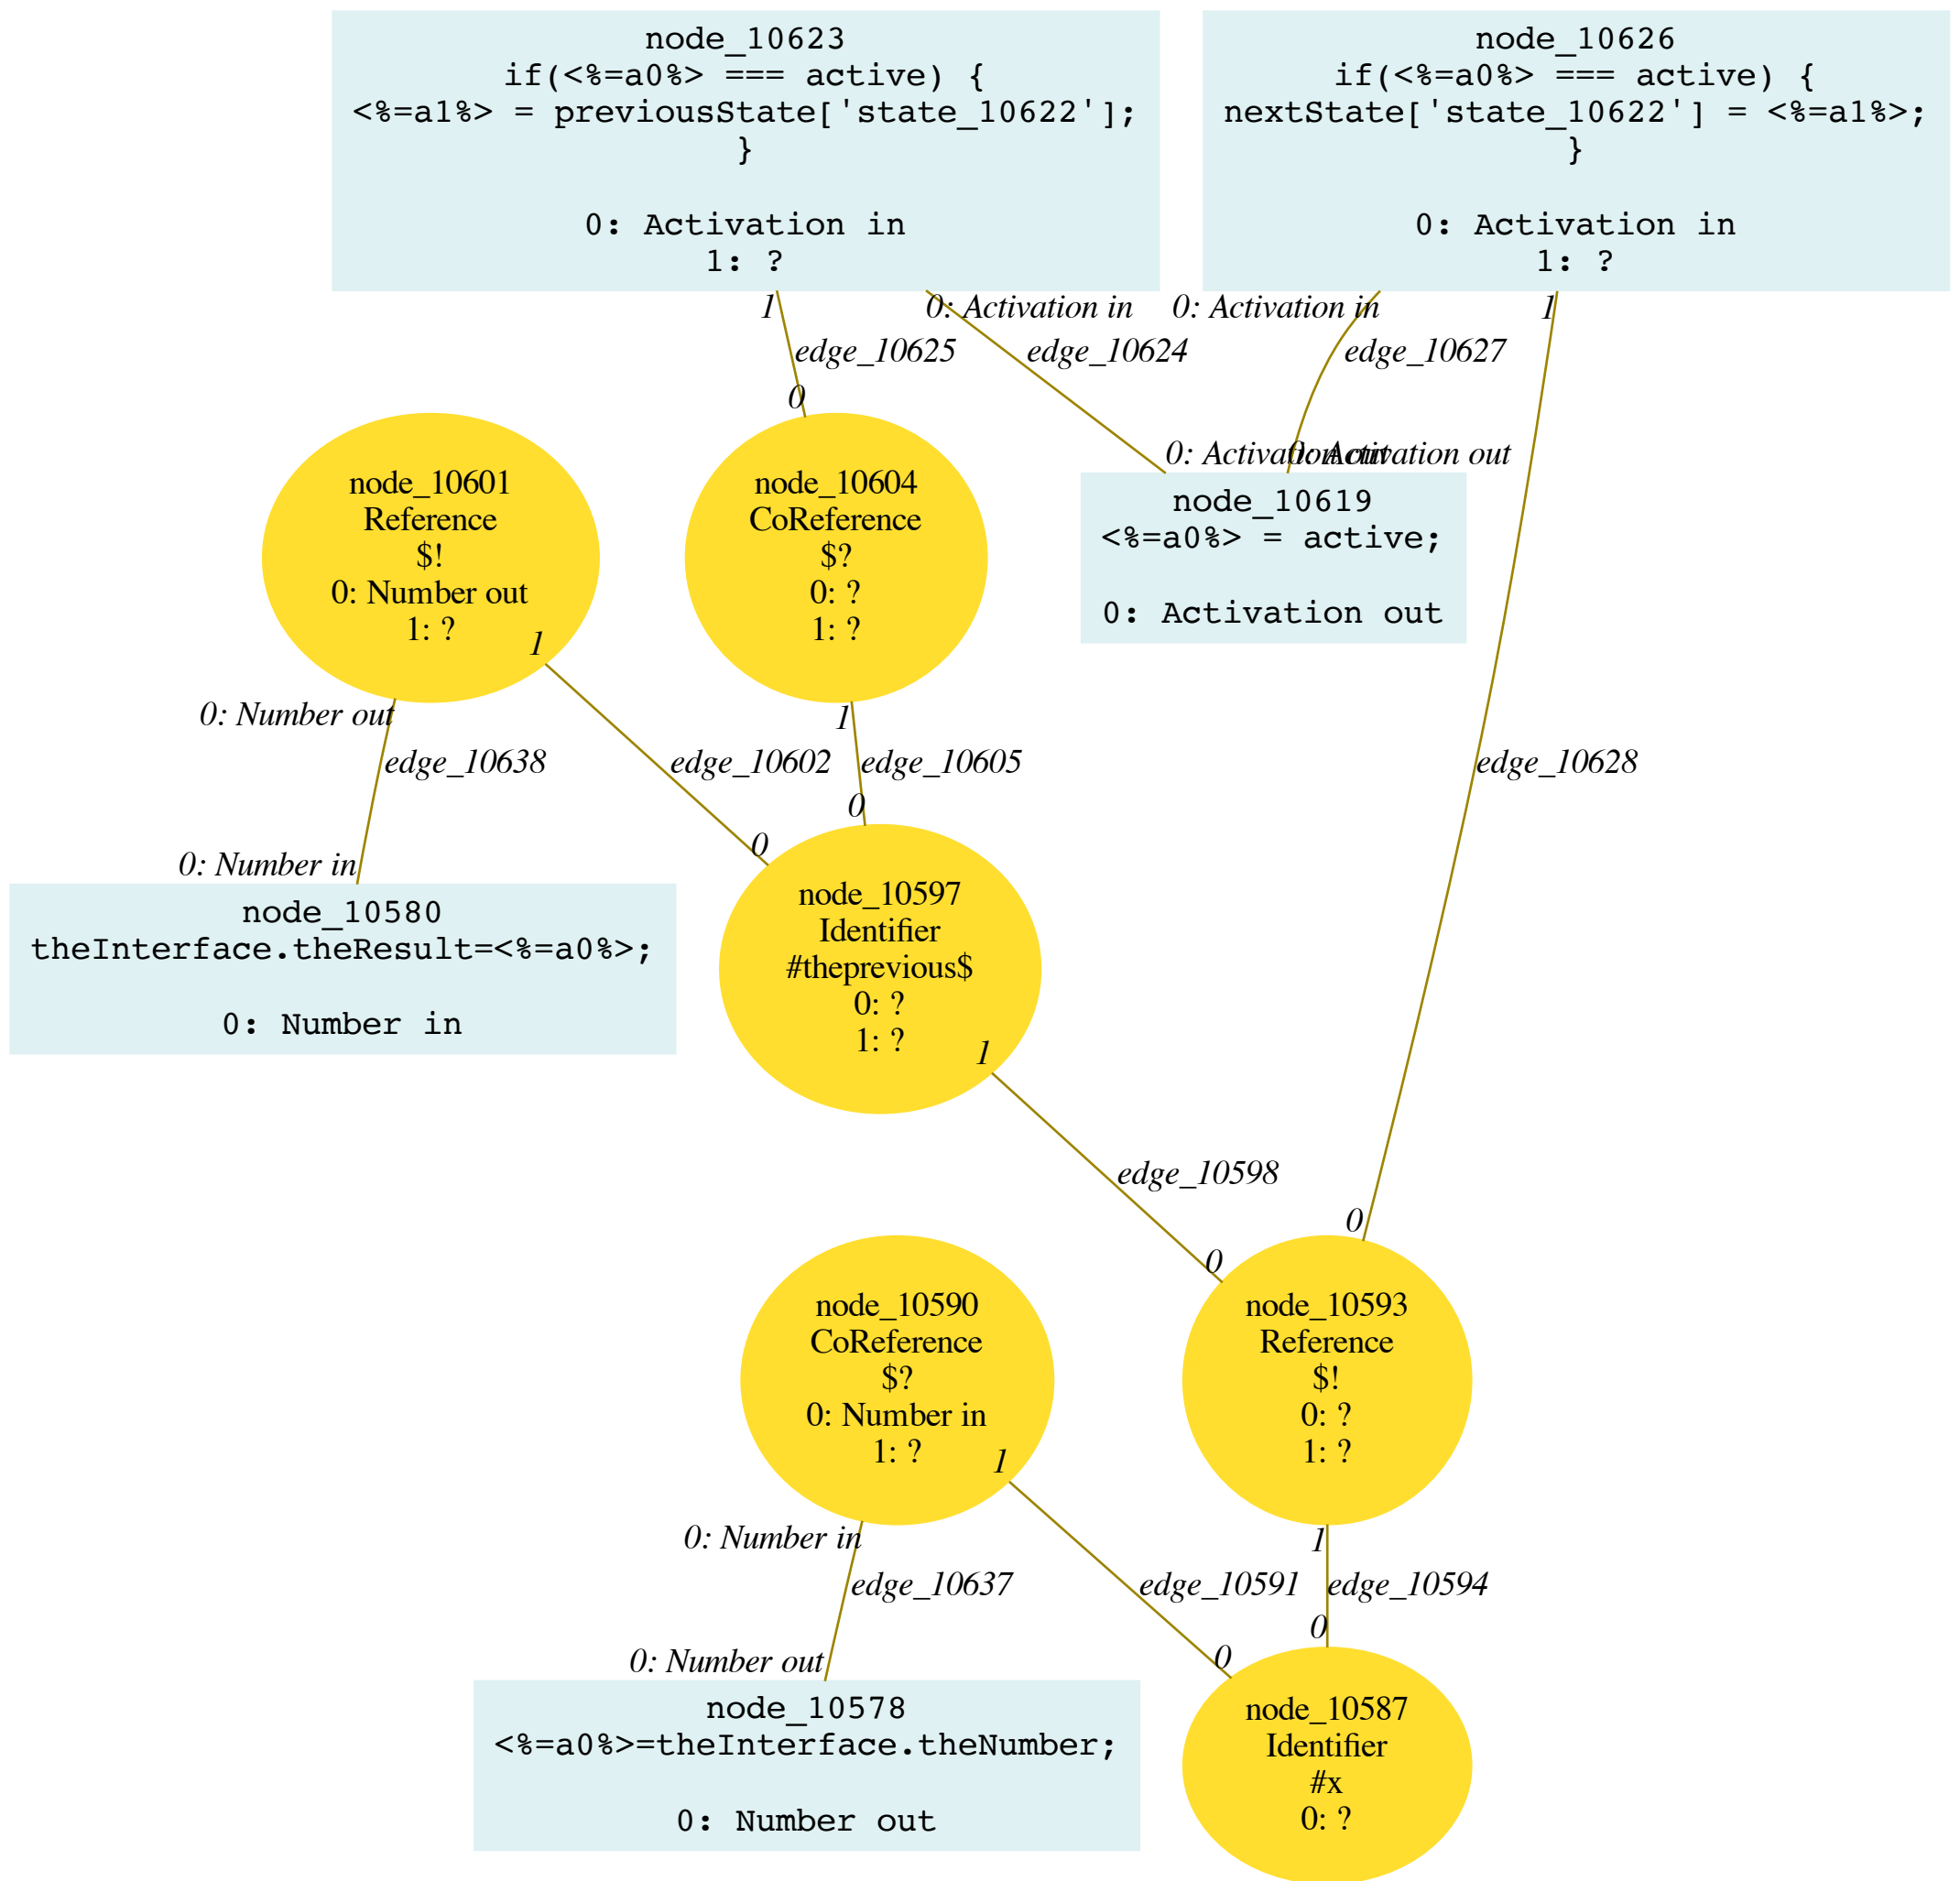 node_10623
if(<%=a0%> === active) {
<%=a1%> = previousState['state_10622'];
}
0: Activation in
1: ?
node_10626
if(<%=a0%> === active) {
nextState['state_10622'] = <%=a1%>;
}
0: Activation in
1: ?
1
0: Activation in
0: Activation in
1
edge_10625
edge_10624
edge_10627
0
0: Activation out
0: Activation out
node_10601
Reference
$!
0: Number out
1: ?
1
node_10604
CoReference
$?
0: ?
1: ?
node_10619
<%=a0%> = active;
0: Activation out
0: Number out
1
edge_10638
edge_10602
edge_10605
edge_10628
0
0
0: Number in
node_10580
theInterface.theResult=<%=a0%>;
0: Number in
node_10597
Identifier
#theprevious$
0: ?
1: ?
1
edge_10598
0
0
node_10590
CoReference
$?
0: Number in
1: ?
1
node_10593
Reference
$!
0: ?
1: ?
0: Number in
1
edge_10637
edge_10591
edge_10594
0
0
0: Number out
node_10578
<%=a0%>=theInterface.theNumber;
0: Number out
node_10587
Identifier
#x
0: ?